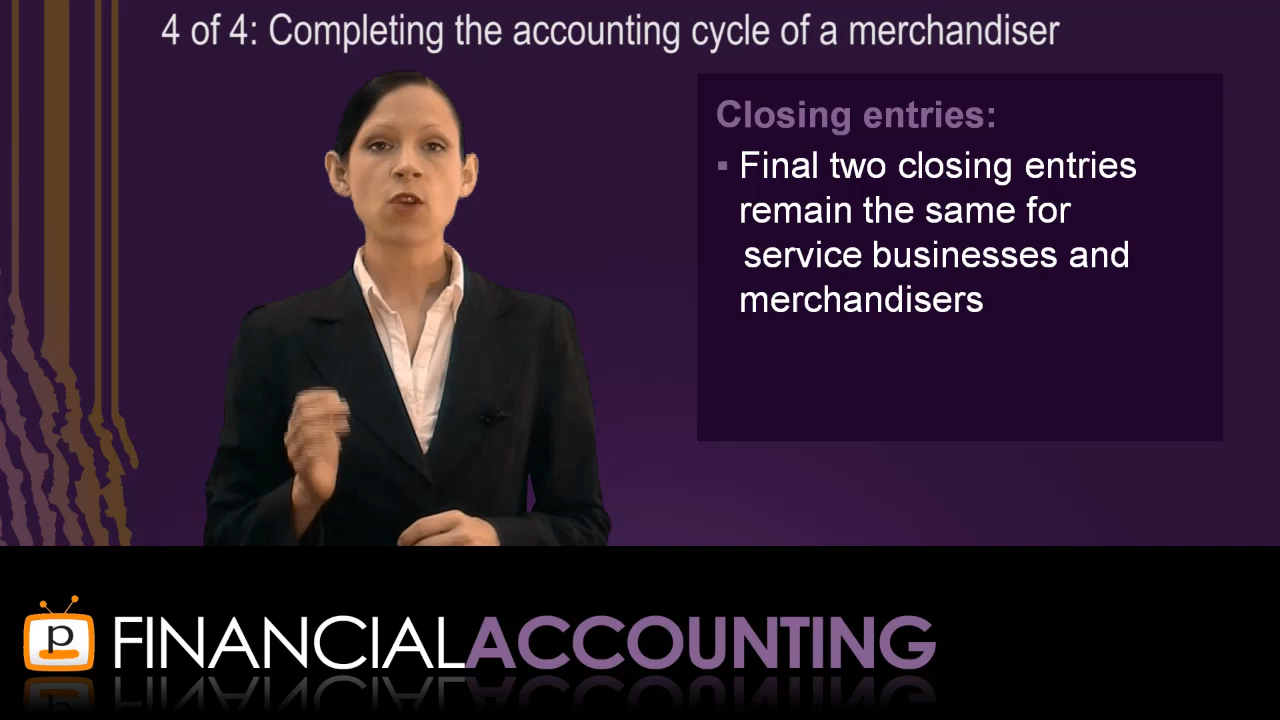 4 of 4: Completing the accounting cycle of a merchandiser
Closing entries:
▪ Final two closing entries
remain the same for
service businesses and
merchandisers
p FINANCIALACCOUNTING